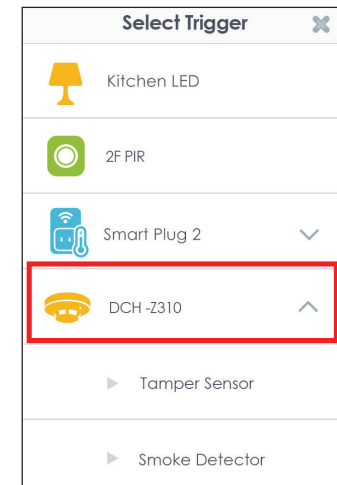 Select Trigger
Kitchen LED
2F PIR
Smart Plug 2
DCH -Z310
Tamper Sensor
Smoke Detector